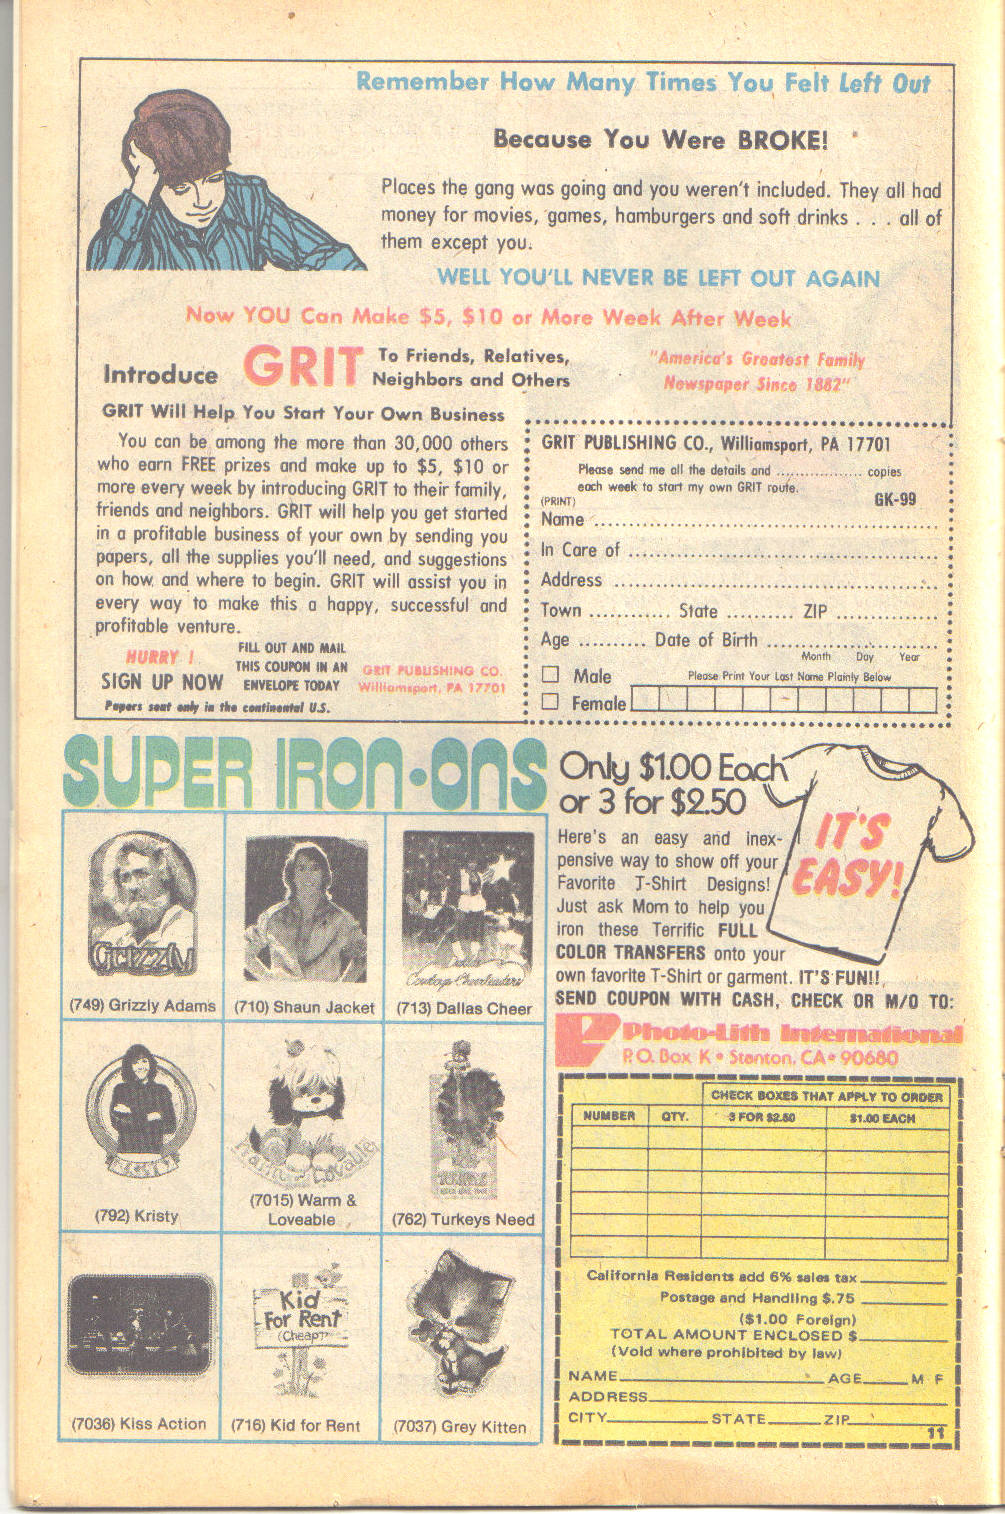 Remember How Many Times You Felt Left Out
Because You Were BROKE!
Places the gang was going and you weren't included. They all had
money for movies, games, hamburgers and soft drinks . . . all of
them except you.
WELL YOU'LL NEVER BE LEFT OUT AGAIN
Now YOU Can Make $5, $10 or More Week After Week
Introduce GRIT To Friends, Relatives,
Neighbors and Others
"America's Greatest Family
Newspaper Since 1882"
GRIT Will Help You Start Your Own Business
You can be among the more than 30,000 others
who earn FREE prizes and make up to $5, $10 or
more every week by introducing GRIT to their family,
friends and neighbors. GRIT will help you get started
in a profitable business of your own by sending you
papers, all the supplies you'll need, and suggestions
on how and where to begin. GRIT will assist you in
every way to make this a happy, successful and
profitable venture.
HURRY !
SIGN UP NOW
FILL OUT AND MAIL
THIS COUPON IN AN
ENVELOPE TODAY
GRIT PUBLISHING CO.
Williamsport, PA 17701
Papers sent only in the continental U.S.
GRIT PUBLISHING CO., Williamsport, PA 17701
Please send me all the details and .................. copies
each week to start my own GRIT route.
(PRINT) GK-99
Name
In Care of
Address
Town ............ State .......... ZIP ..............
Age .......... Date of Birth
Month Day Year
Male Please Print Your Last Name Plainly Below
Female
SUPER IRON•ONS
Grizzly
(749) Grizzly Adams
(710) Shaun Jacket
Cowboy Cheerleaders
(713) Dallas Cheer
(792) Kristy
Warm & Loveable
(7015) Warm &
Loveable
(762) Turkeys Need
(7036) Kiss Action
Kid
For Rent
(Cheap)
(716) Kid for Rent
(7037) Grey Kitten
Only $1.00 Each
or 3 for $2.50
IT'S
EASY!
Here's an easy and inex-
pensive way to show off your
Favorite T-Shirt Designs!
Just ask Mom to help you
iron these Terrific FULL
COLOR TRANSFERS onto your
own favorite T-Shirt or garment. IT'S FUN!!
SEND COUPON WITH CASH, CHECK OR M/O TO:
Photo-Lith International
P.O. Box K • Stanton, CA • 90680
CHECK BOXES THAT APPLY TO ORDER
NUMBER QTY. 3 FOR $2.50 $1.00 EACH
California Residents add 6% sales tax
Postage and Handling $.75
($1.00 Foreign)
TOTAL AMOUNT ENCLOSED $
(Void where prohibited by law)
NAME AGE M F
ADDRESS
CITY STATE ZIP
11